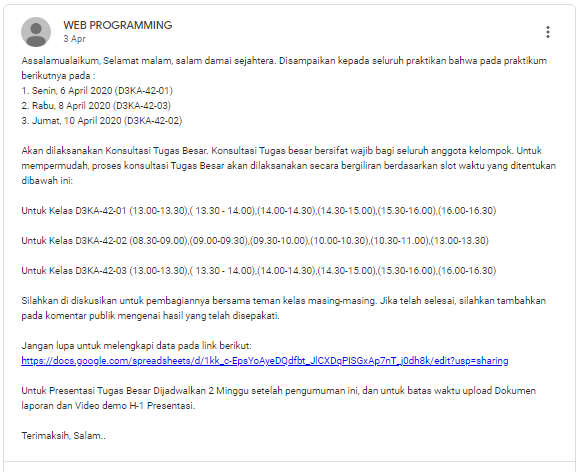 WEB PROGRAMMING
3 Apr
Assalamualaikum, Selamat malam, salam damai sejahtera. Disampaikan kepada seluruh praktikan bahwa pada praktikum
berikutnya pada :
1. Senin, 6 April 2020 (D3KA-42-01)
2. Rabu, 8 April 2020 (D3KA-42-03)
3. Jumat, 10 April 2020 (D3KA-42-02)
Akan dilaksanakan Konsultasi Tugas Besar. Konsultasi Tugas besar bersifat wajib bagi seluruh anggota kelompok. Untuk
mempermudah, proses konsultasi Tugas Besar akan dilaksanakan secara bergiliran berdasarkan slot waktu yang ditentukan
dibawah ini:
Untuk Kelas D3KA-42-01 (13.00-13.30),( 13.30 - 14.00),(14.00-14.30),(14.30-15.00),(15.30-16.00),(16.00-16.30)
Untuk Kelas D3KA-42-02 (08.30-09.00),(09.00-09.30),(09.30-10.00),(10.00-10.30),(10.30-11.00),(13.00-13.30)
Untuk Kelas D3KA-42-03 (13.00-13.30),( 13.30 - 14.00),(14.00-14.30),(14.30-15.00),(15.30-16.00),(16.00-16.30)
Silahkan di diskusikan untuk pembagiannya bersama teman kelas masing-masing. Jika telah selesai, silahkan tambahkan
pada komentar publik mengenai hasil yang telah disepakati.
Jangan lupa untuk melengkapi data pada link berikut:
https://docs.google.com/spreadsheets/d/1kk_c-EpsYoAyeDQdfbt_JlCXDqPISGxAp7nT_j0dh8k/edit?usp=sharing
Untuk Presentasi Tugas Besar Dijadwalkan 2 Minggu setelah pengumuman ini, dan untuk batas waktu upload Dokumen
laporan dan Video demo H-1 Presentasi.
Terimaksih, Salam..